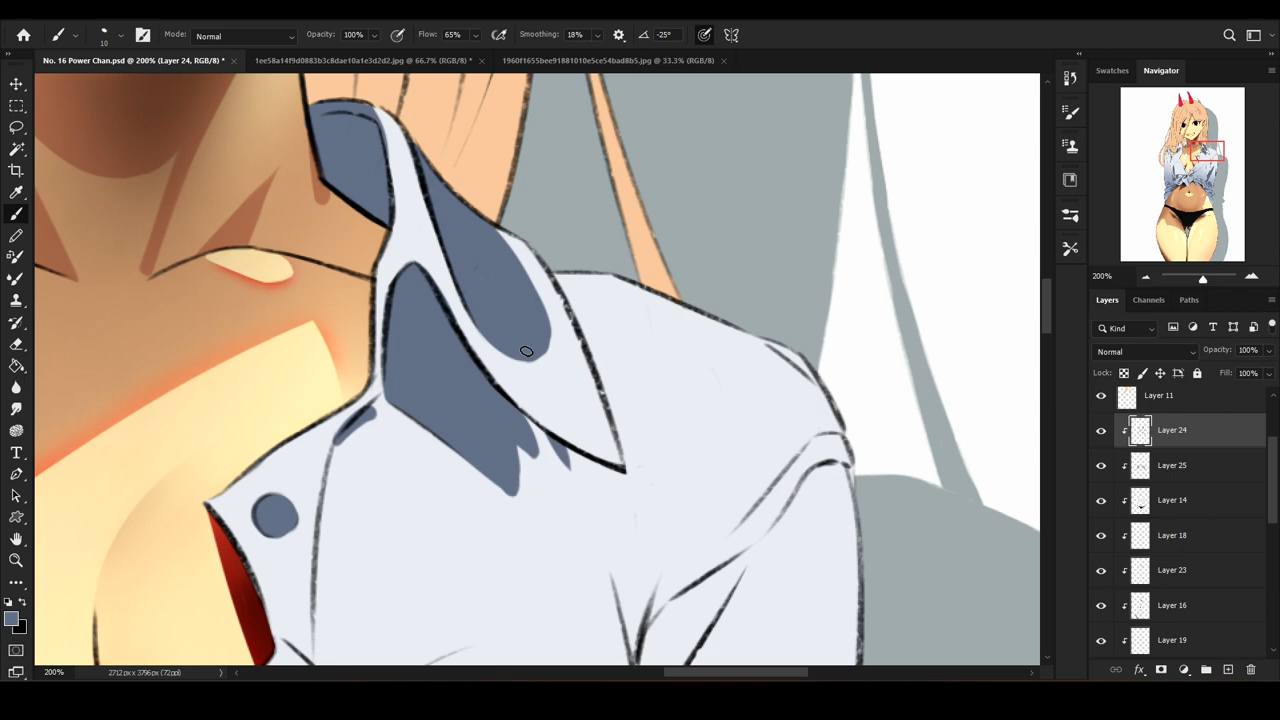 10 Mode: Normal Opacity: 100% Flow: 65% Smoothing: 18% -25°
No. 16 Power Chan.psd @ 200% (Layer 24, RGB/8) * × 1ee58a14f9d0883b3c8dae10a1e3d2d2.jpg @ 66.7% (RGB/8) * × 1960f1655bee91881010e5ce54bad8b5.jpg @ 33.3% (RGB/8) ×
Swatches Navigator
200%
Layers Channels Paths
Kind
Normal Opacity: 100%
Lock: Fill: 100%
Layer 11
Layer 24
Layer 25
Layer 14
Layer 18
Layer 23
Layer 16
Layer 19
200% 2712 px x 3796 px (72 ppi)
fx